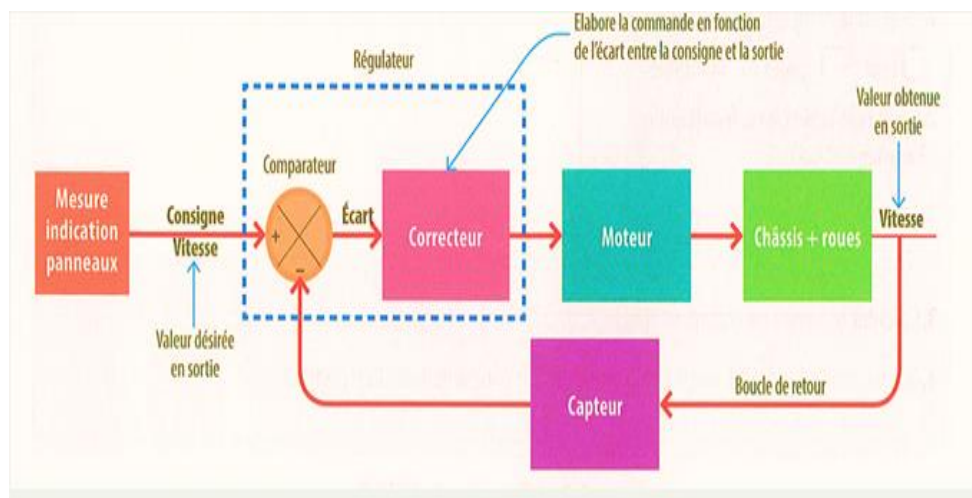 Elabore la commande en fonction
de l'écart entre la consigne et la sortie
Régulateur
Valeur obtenue
en sortie
Comparateur
Mesure
indication
panneaux
Consigne
Vitesse
+
−
Écart
Correcteur
Moteur
Châssis + roues
Vitesse
Valeur désirée
en sortie
Capteur
Boucle de retour